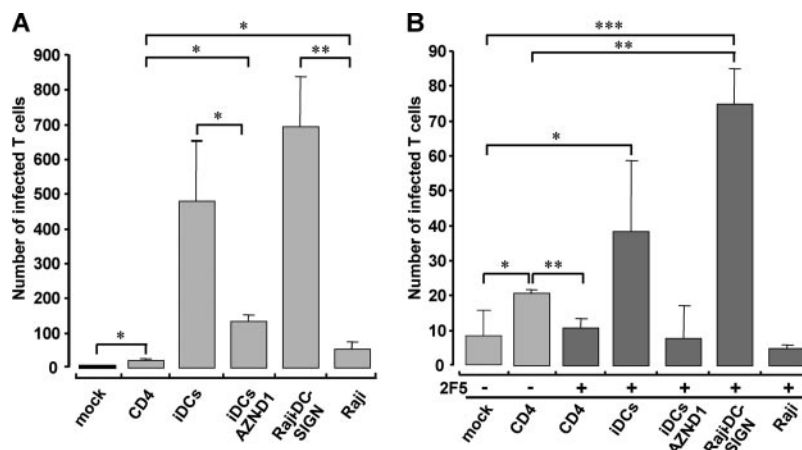 A
Number of infected T cells
900
800
700
600
500
400
300
200
100
0
*
*
*
*
**
mock
CD4
iDCs
iDCs
AZN-D1
Raji-DC-
SIGN
Raji
B
Number of infected T cells
90
80
70
60
50
40
30
20
10
0
***
**
*
*
**
2F5 - - + + + + +
mock
CD4
CD4
iDCs
iDCs
AZN-D1
Raji-DC-
SIGN
Raji